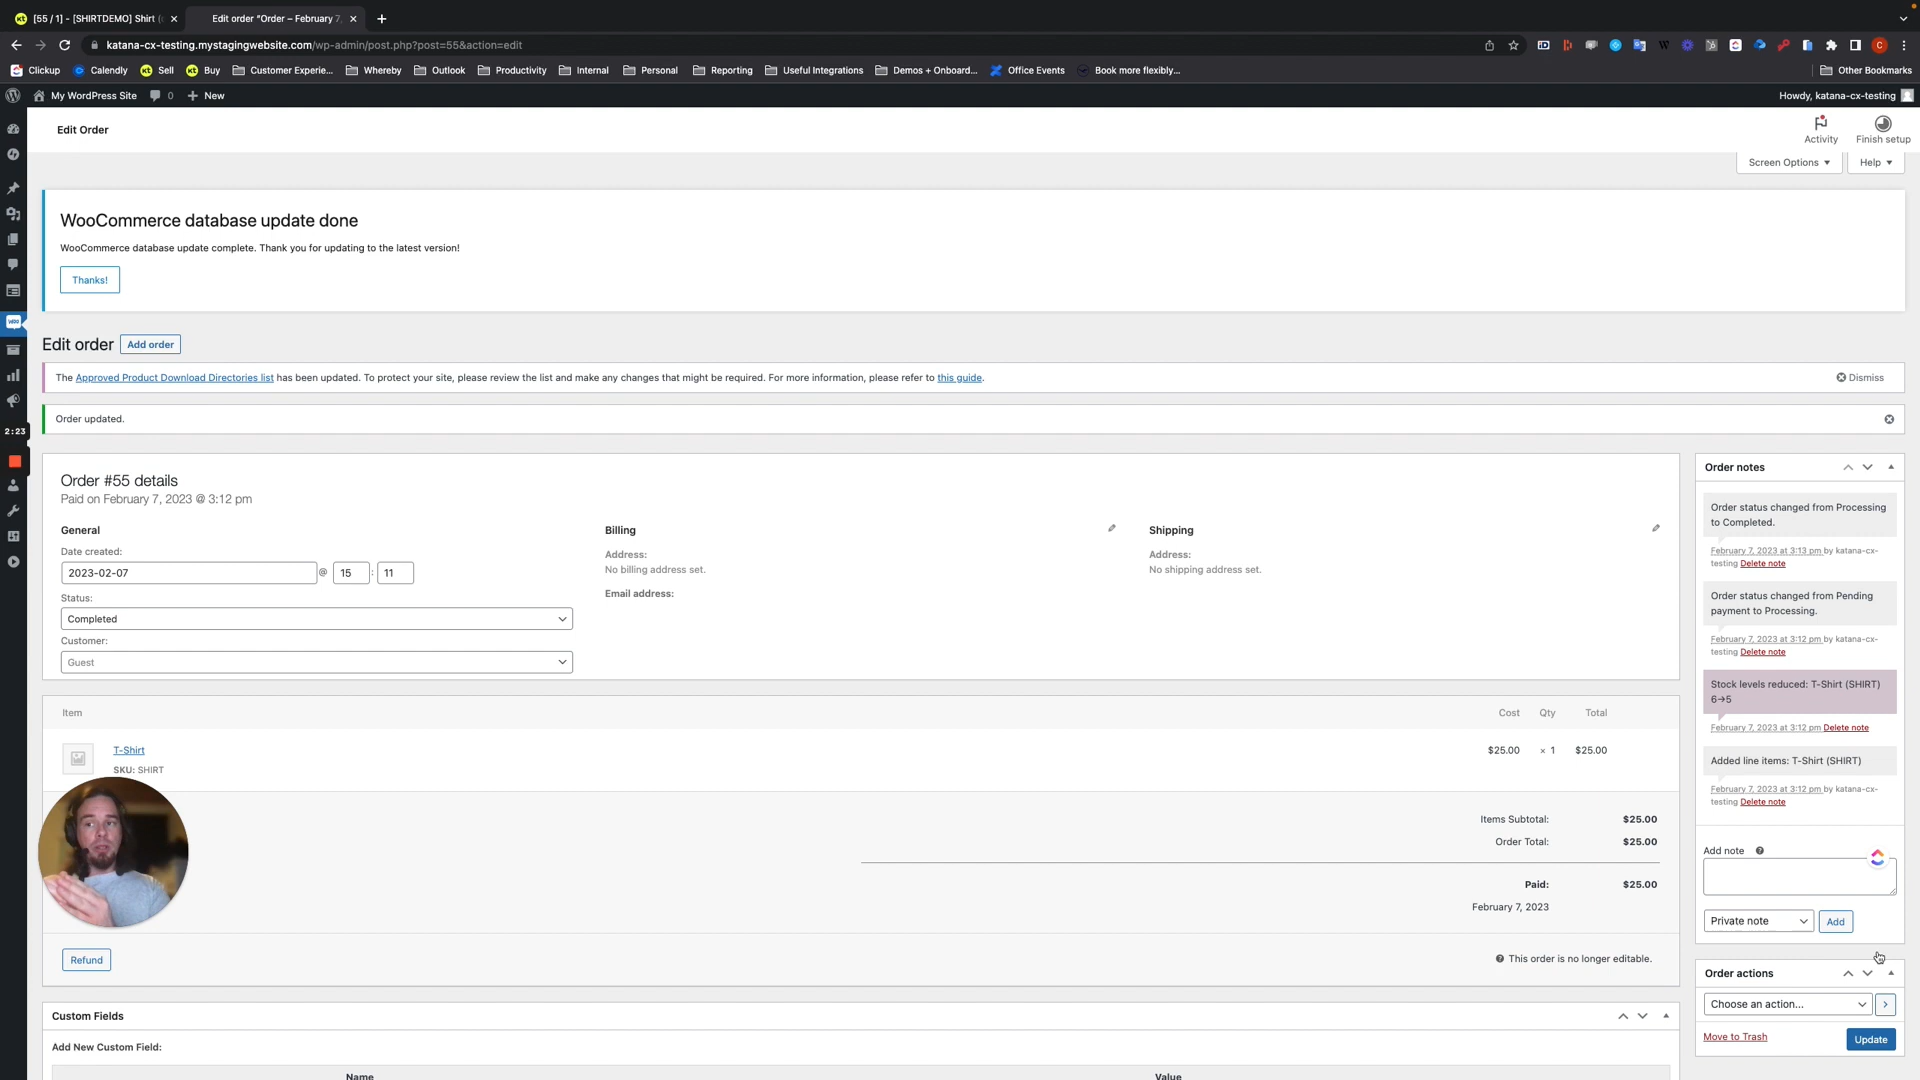 [55 / 1] - [SHIRTDEMO] Shirt (
Edit order "Order – February 7,
katana-cx-testing.mystagingwebsite.com/wp-admin/post.php?post=55&action=edit
Clickup Calendly Sell Buy Customer Experie... Whereby Outlook Productivity Internal Personal Reporting Useful Integrations Demos + Onboard... Office Events Book more flexibly... Other Bookmarks
My WordPress Site 0 + New Howdy, katana-cx-testing
Edit Order
Activity
Finish setup
Screen Options ▼
Help ▼
WooCommerce database update done
WooCommerce database update complete. Thank you for updating to the latest version!
Thanks!
Edit order Add order
The Approved Product Download Directories list has been updated. To protect your site, please review the list and make any changes that might be required. For more information, please refer to this guide.
Dismiss
Order updated.
2:23
Order #55 details
Paid on February 7, 2023 @ 3:12 pm
General
Date created:
2023-02-07 @ 15 : 11
Status:
Completed
Customer:
Guest
Billing
Address:
No billing address set.
Email address:
Shipping
Address:
No shipping address set.
Item Cost Qty Total
T-Shirt $25.00 × 1 $25.00
SKU: SHIRT
Items Subtotal: $25.00
Order Total: $25.00
Paid: $25.00
February 7, 2023
Refund
This order is no longer editable.
Custom Fields
Add New Custom Field:
Name Value
Order notes
Order status changed from Processing
to Completed.
February 7, 2023 at 3:13 pm by katana-cx-
testing Delete note
Order status changed from Pending
payment to Processing.
February 7, 2023 at 3:12 pm by katana-cx-
testing Delete note
Stock levels reduced: T-Shirt (SHIRT)
6→5
February 7, 2023 at 3:12 pm Delete note
Added line items: T-Shirt (SHIRT)
February 7, 2023 at 3:12 pm by katana-cx-
testing Delete note
Add note
Private note Add
Order actions
Choose an action...
Move to Trash Update